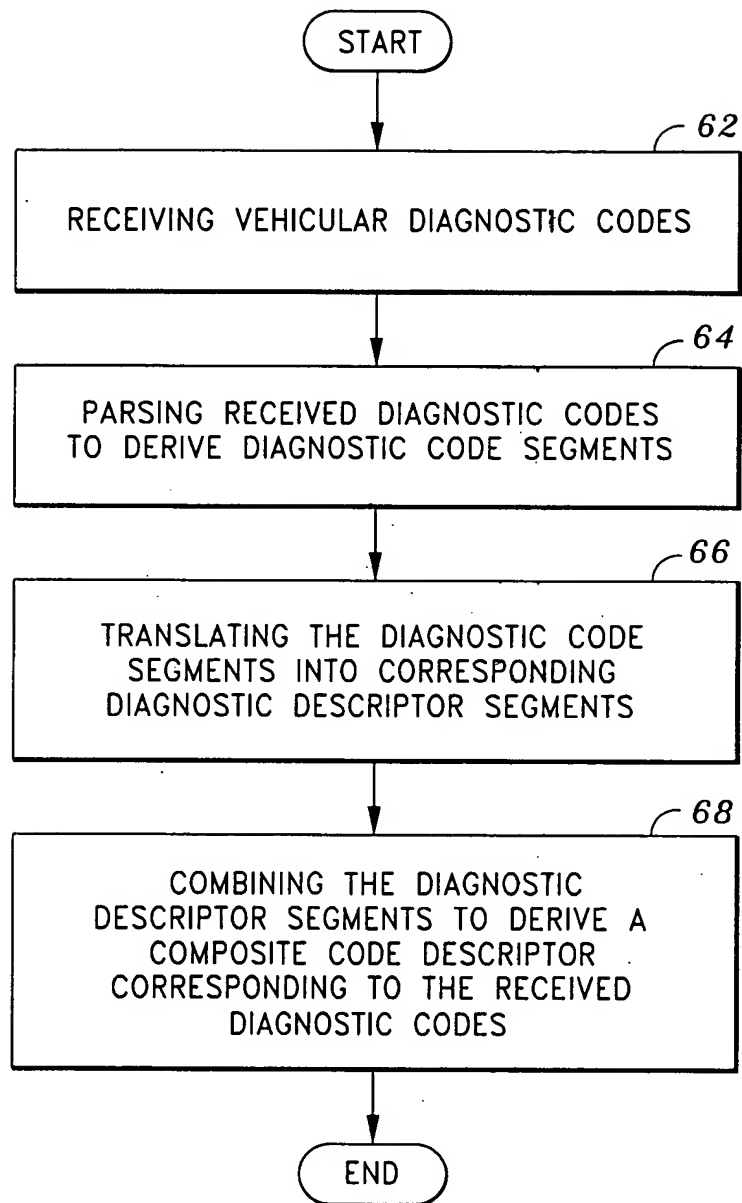 START
62
RECEIVING VEHICULAR DIAGNOSTIC CODES
64
PARSING RECEIVED DIAGNOSTIC CODES
TO DERIVE DIAGNOSTIC CODE SEGMENTS
66
TRANSLATING THE DIAGNOSTIC CODE
SEGMENTS INTO CORRESPONDING
DIAGNOSTIC DESCRIPTOR SEGMENTS
68
COMBINING THE DIAGNOSTIC
DESCRIPTOR SEGMENTS TO DERIVE A
COMPOSITE CODE DESCRIPTOR
CORRESPONDING TO THE RECEIVED
DIAGNOSTIC CODES
END